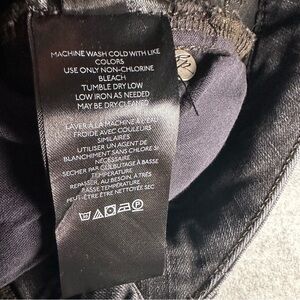 MACHINE WASH COLD WITH LIKE
COLORS
USE ONLY NON-CHLORINE
BLEACH
TUMBLE DRY LOW
LOW IRON AS NEEDED
MAY BE DRY CLEANED
LAVER À LA MACHINE À L'EAU
FROIDE AVEC COULEURS
SIMILAIRES
UTILISER UN AGENT DE
BLANCHIMENT SANS CHLORE SI
NÉCESSAIRE
SECHER PAR CULBUTAGE À BASSE
TEMPÉRATURE
REPASSER, AU BESOIN, À
BASSE TEMPÉRATURE
PEUT-ÊTRE NETTOYÉ SEC